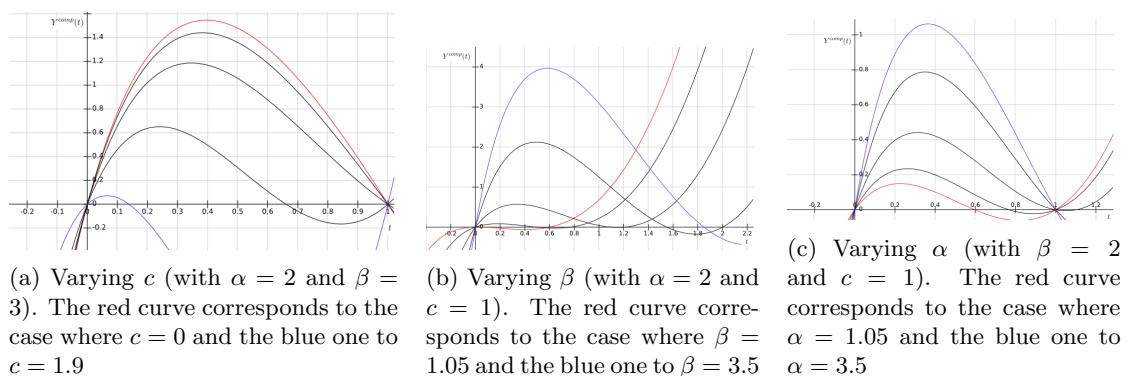 Y^{comp}(t)
1.4
1.2
1
0.8
0.6
0.4
0.2
-0.2 -0.1 0 0.1 0.2 0.3 0.4 0.5 0.6 0.7 0.8 0.9 1
t
-0.2
(a) Varying c (with α = 2 and β =
3). The red curve corresponds to the
case where c = 0 and the blue one to
c = 1.9
Y^{comp}(t)
4
3
2
1
-0.2 0 0.2 0.4 0.6 0.8 1 1.2 1.4 1.6 1.8 2 2.2
t
(b) Varying β (with α = 2 and
c = 1). The red curve corre-
sponds to the case where β =
1.05 and the blue one to β = 3.5
Y^{comp}(t)
1
0.8
0.6
0.4
0.2
-0.2 0 0.2 0.4 0.6 0.8 1 1.2
t
(c) Varying α (with β = 2
and c = 1). The red curve
corresponds to the case where
α = 1.05 and the blue one to
α = 3.5